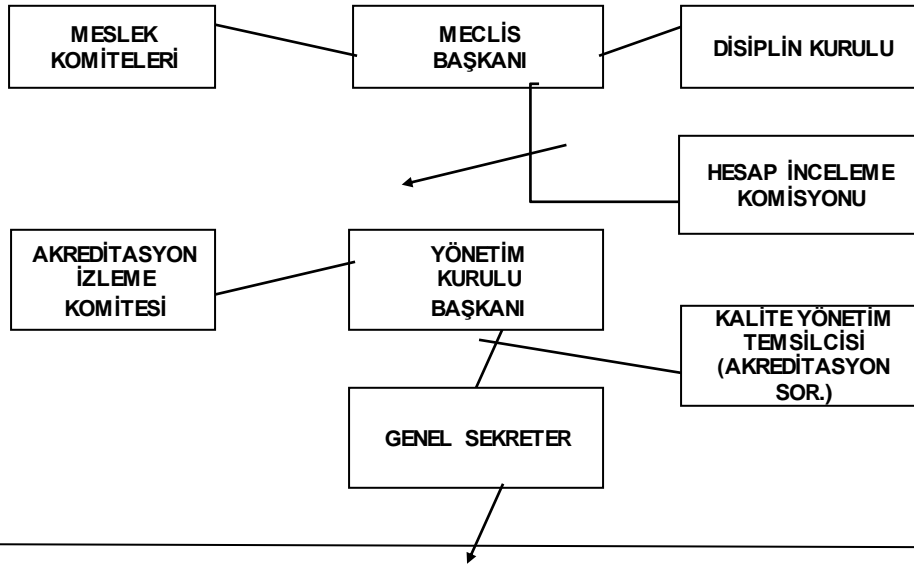 MESLEK
KOMİTELERİ
MECLİS
BAŞKANI
DİSİPLİN KURULU
HESAP İNCELEME
KOMİSYONU
AKREDİTASYON
İZLEME
KOMİTESİ
YÖNETİM
KURULU
BAŞKANI
KALİTE YÖNETİM
TEMSİLCİSİ
(AKREDİTASYON
SOR.)
GENEL SEKRETER